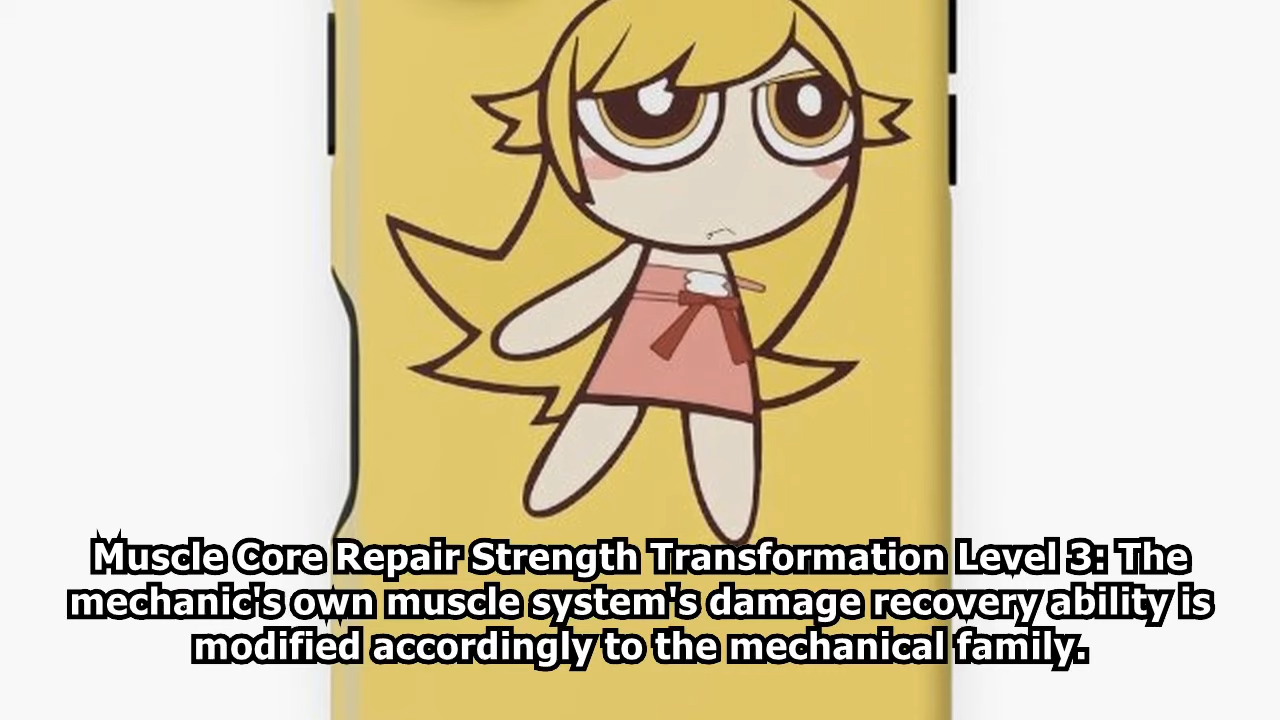 Muscle Core Repair Strength Transformation Level 3: The
mechanic's own muscle system's damage recovery ability is
modified accordingly to the mechanical family.